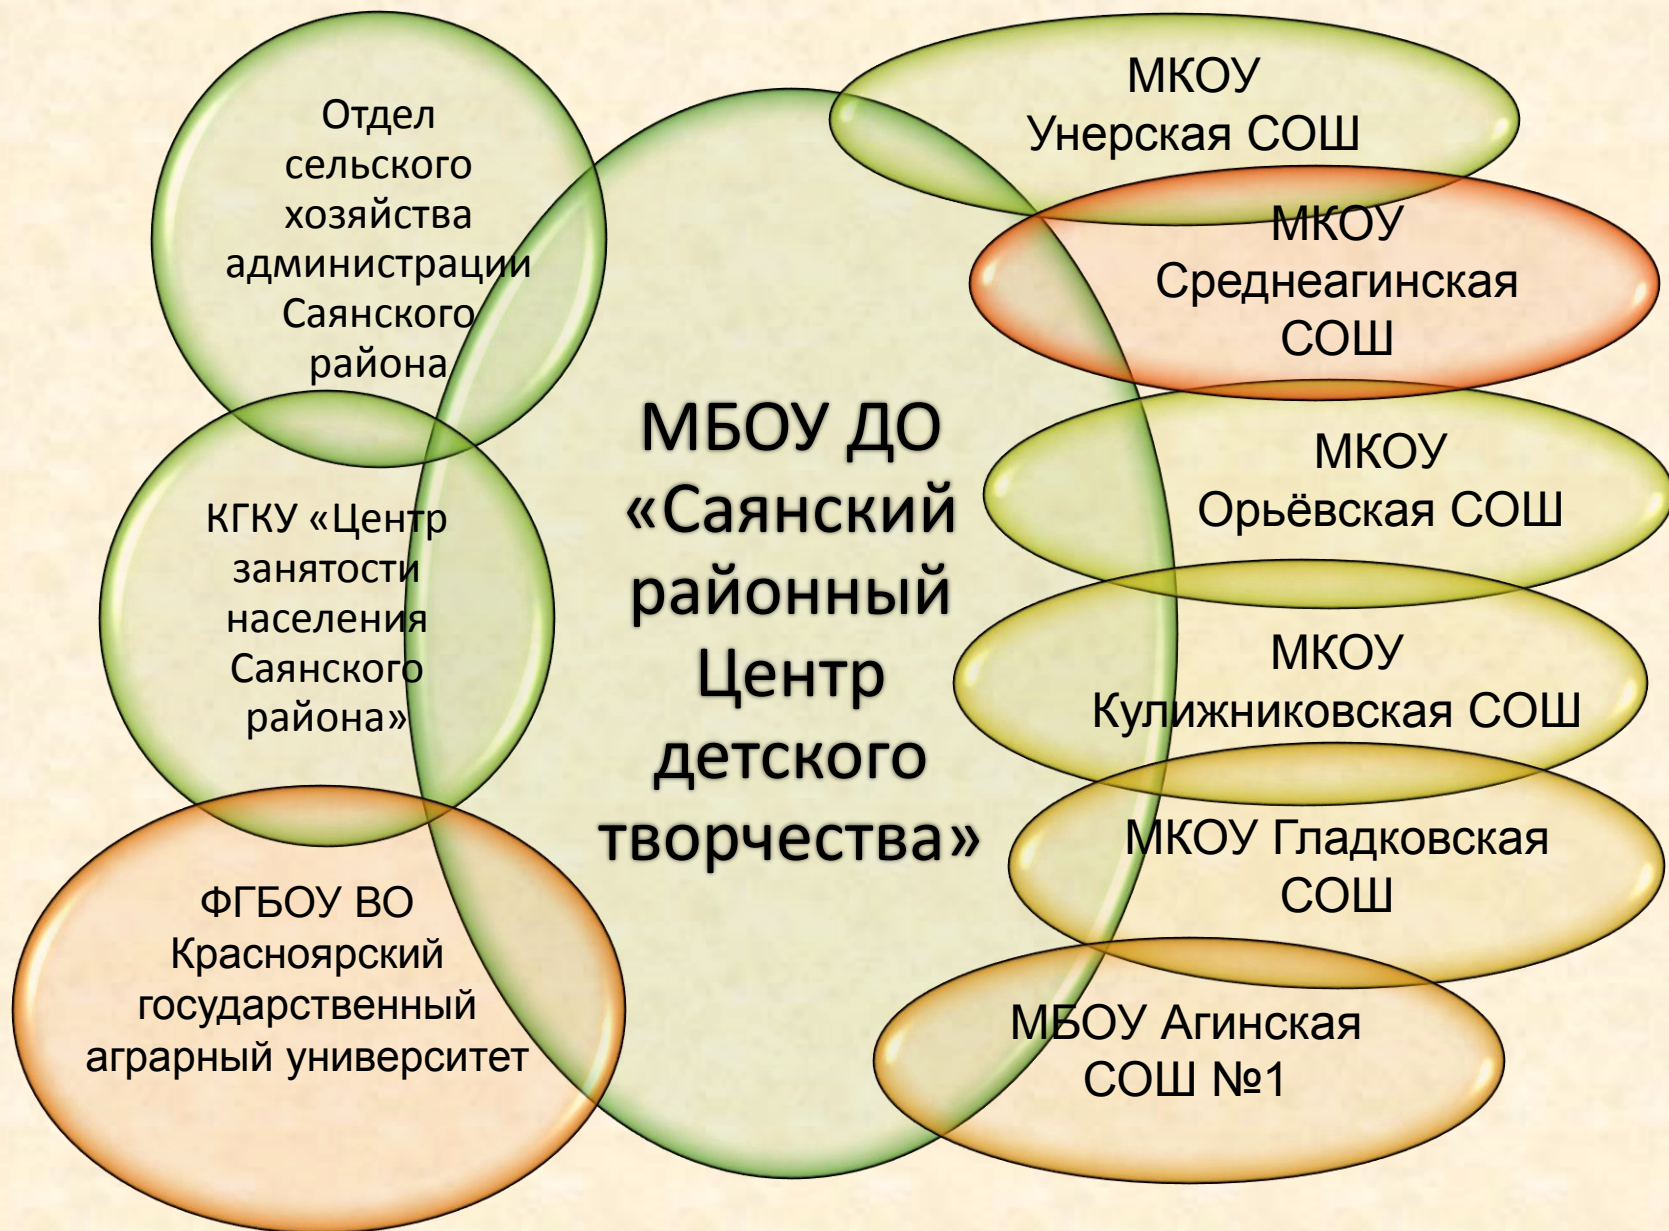 Отдел
сельского
хозяйства
администрации
Саянского
района
КГКУ «Центр
занятости
населения
Саянского
района»
ФГБОУ ВО
Красноярский
государственный
аграрный университет
МБОУ ДО
«Саянский
районный
Центр
детского
творчества»
МКОУ
Унерская СОШ
МКОУ
Среднеагинская
СОШ
МКОУ
Орьёвская СОШ
МКОУ
Кулижниковская СОШ
МКОУ Гладковская
СОШ
МБОУ Агинская
СОШ №1